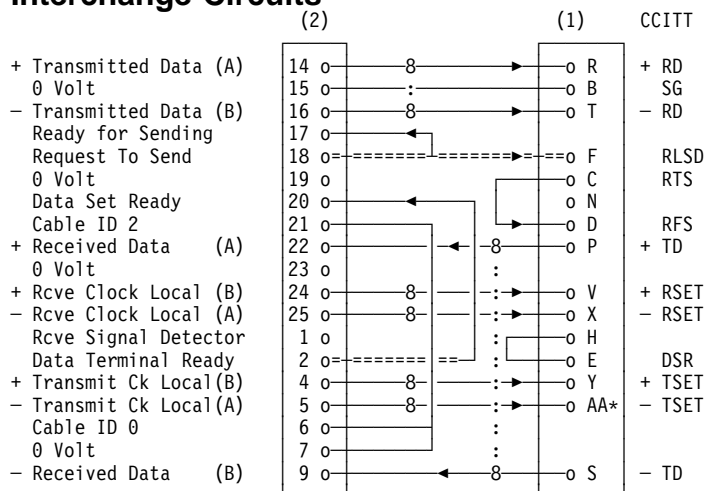 Interchange Circuits
(2) (1) CCITT
+ Transmitted Data (A) 14 o 8 o R + RD
0 Volt 15 o : o B SG
− Transmitted Data (B) 16 o 8 o T − RD
Ready for Sending 17 o
Request To Send 18 o=-=======================-==o F RLSD
0 Volt 19 o o C RTS
Data Set Ready 20 o o N
Cable ID 2 21 o o D RFS
+ Received Data (A) 22 o 8 o P + TD
0 Volt 23 o :
+ Rcve Clock Local (B) 24 o 8 : o V + RSET
− Rcve Clock Local (A) 25 o 8 : o X − RSET
Rcve Signal Detector 1 o : o H
Data Terminal Ready 2 o=-======= == : o E DSR
+ Transmit Ck Local(B) 4 o 8 : o Y + TSET
− Transmit Ck Local(A) 5 o 8 : o AA* − TSET
Cable ID 0 6 o :
0 Volt 7 o :
− Received Data (B) 9 o 8 o S − TD